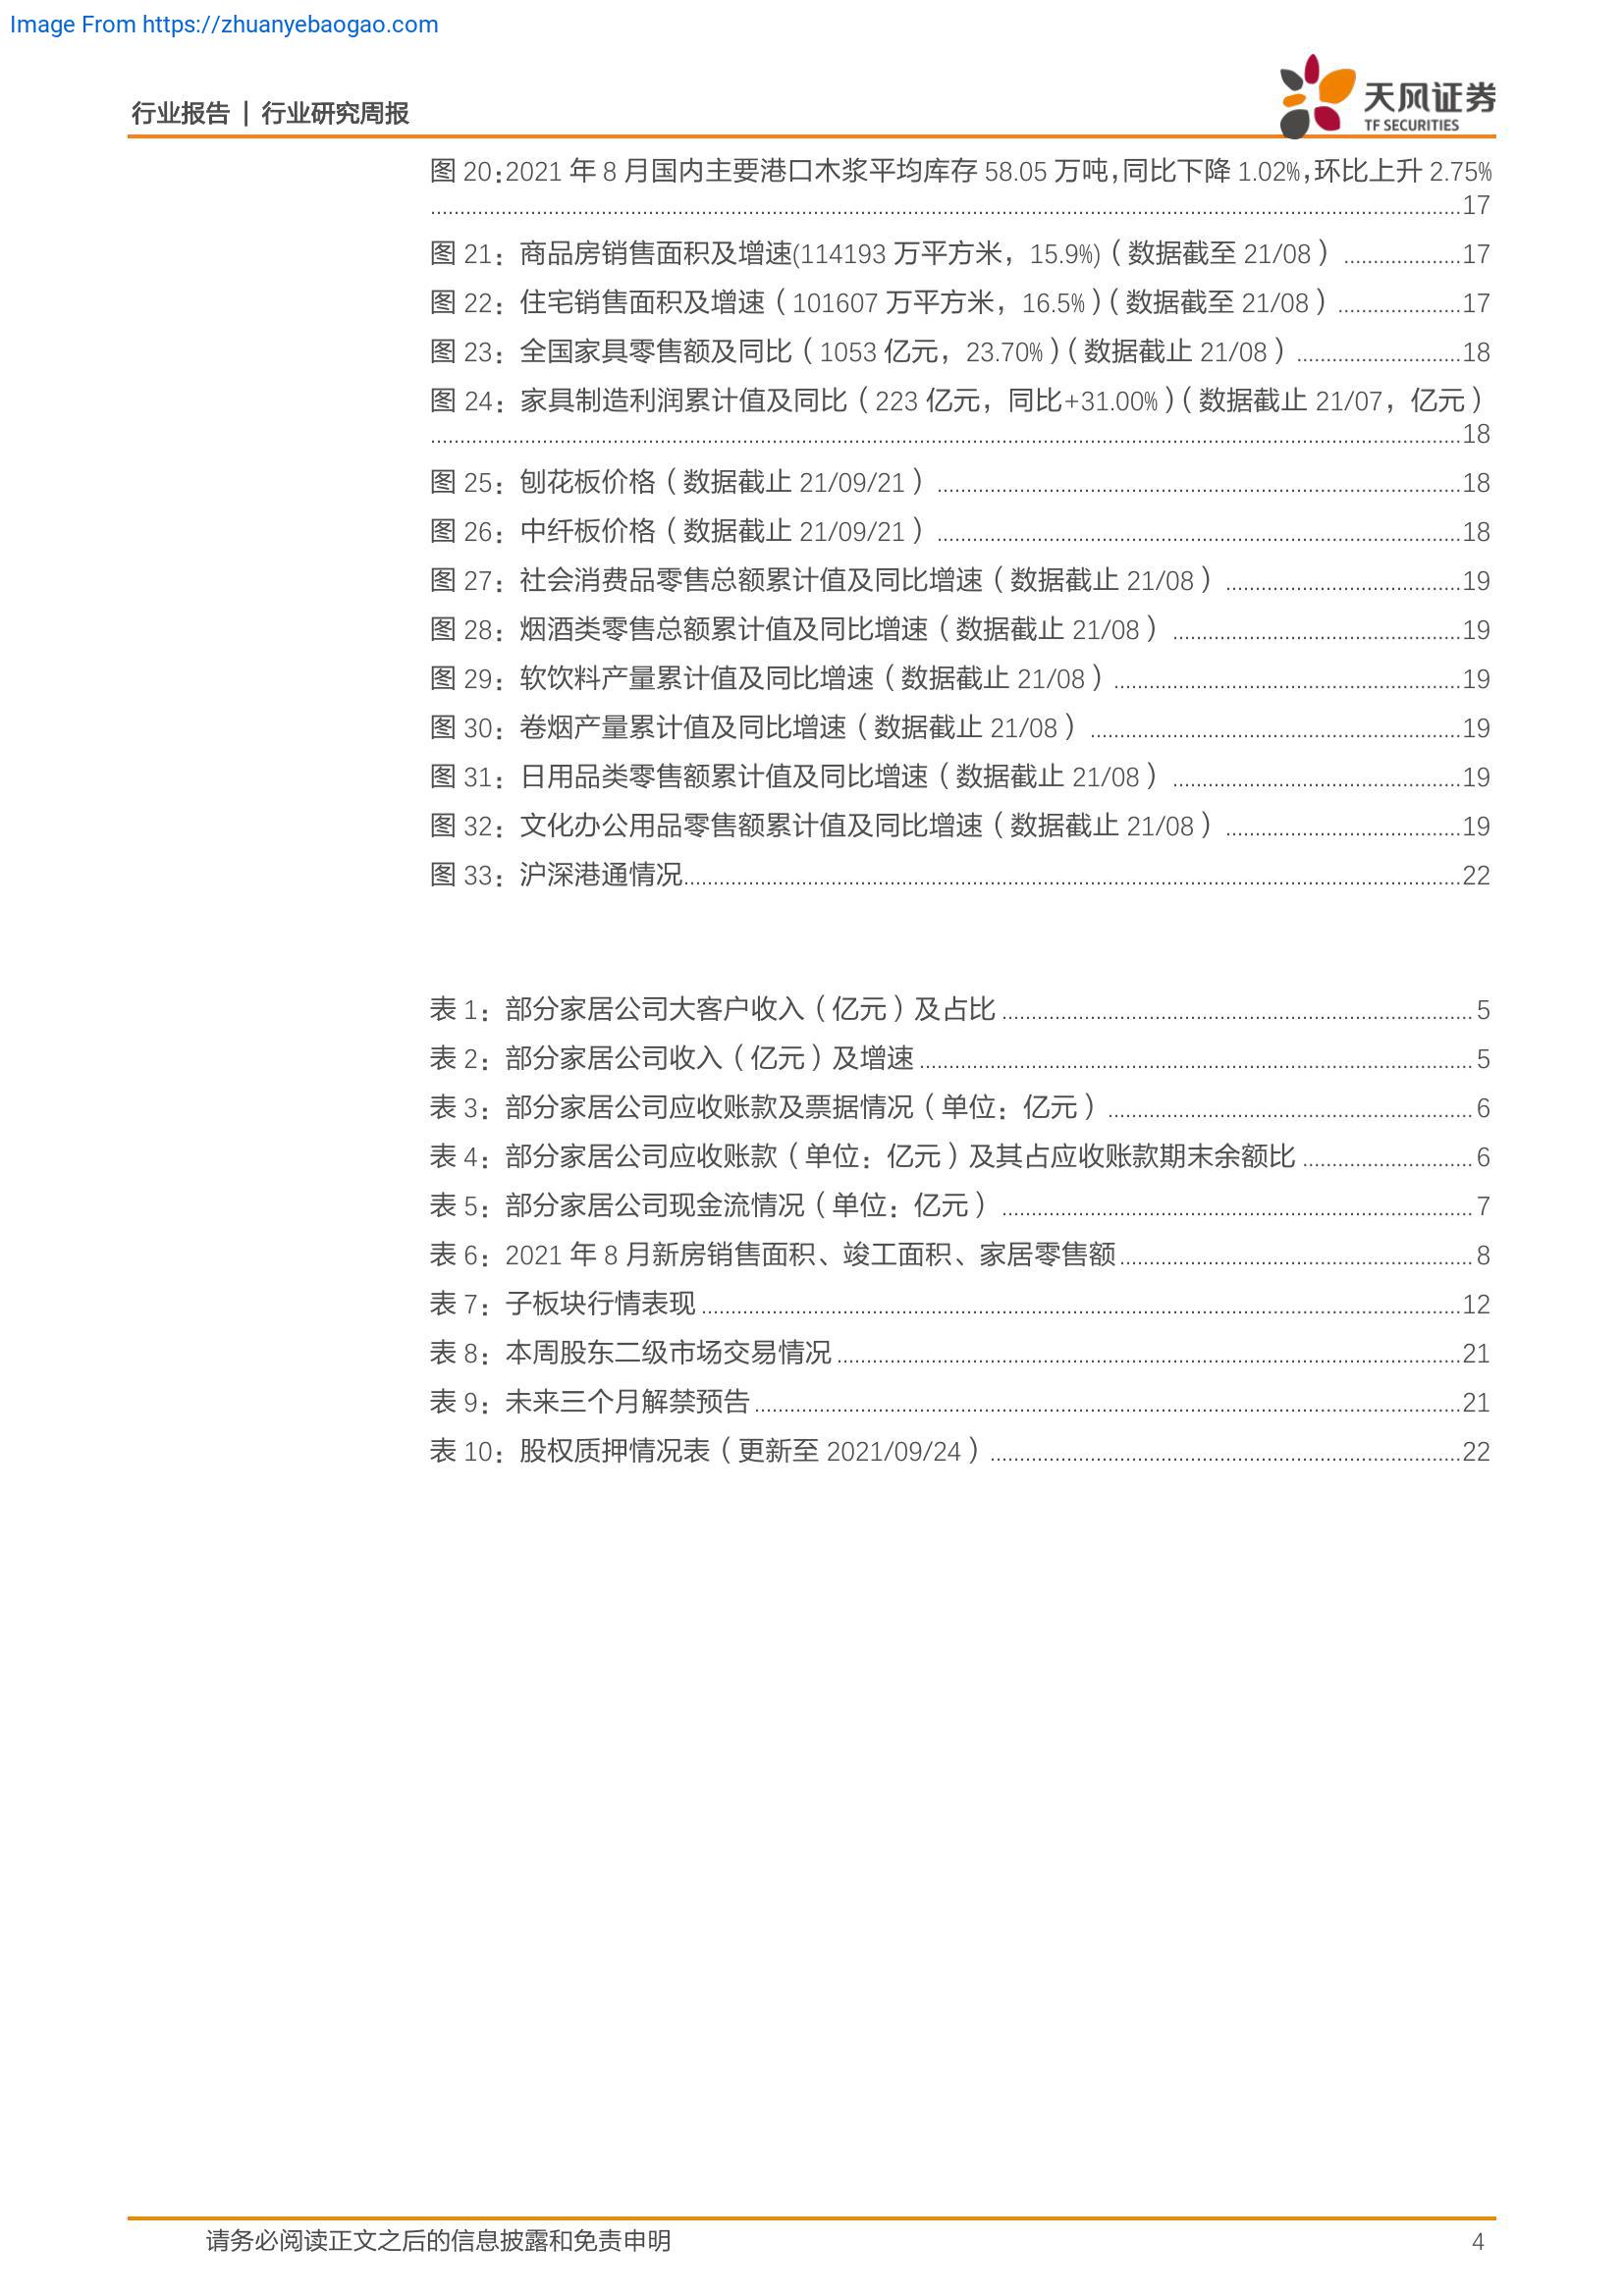 Image From https://zhuanyebaogao.com
行业报告 | 行业研究周报
天风证券
TF SECURITIES
图 20：2021 年 8 月国内主要港口木浆平均库存 58.05 万吨，同比下降 1.02%，环比上升 2.75%
........................17
图 21：商品房销售面积及增速(114193 万平方米，15.9%)（数据截至 21/08）........................17
图 22：住宅销售面积及增速（101607 万平方米，16.5%）（数据截至 21/08）........................17
图 23：全国家具零售额及同比（1053 亿元，23.70%）（数据截止 21/08）........................18
图 24：家具制造利润累计值及同比（223 亿元，同比+31.00%）（数据截止 21/07，亿元）
........................18
图 25：刨花板价格（数据截止 21/09/21）........................18
图 26：中纤板价格（数据截止 21/09/21）........................18
图 27：社会消费品零售总额累计值及同比增速（数据截止 21/08）........................19
图 28：烟酒类零售总额累计值及同比增速（数据截止 21/08）........................19
图 29：软饮料产量累计值及同比增速（数据截止 21/08）........................19
图 30：卷烟产量累计值及同比增速（数据截止 21/08）........................19
图 31：日用品类零售额累计值及同比增速（数据截止 21/08）........................19
图 32：文化办公用品零售额累计值及同比增速（数据截止 21/08）........................19
图 33：沪深港通情况........................22
表 1：部分家居公司大客户收入（亿元）及占比........................5
表 2：部分家居公司收入（亿元）及增速........................5
表 3：部分家居公司应收账款及票据情况（单位：亿元）........................6
表 4：部分家居公司应收账款（单位：亿元）及其占应收账款期末余额比........................6
表 5：部分家居公司现金流情况（单位：亿元）........................7
表 6：2021 年 8 月新房销售面积、竣工面积、家居零售额........................8
表 7：子板块行情表现........................12
表 8：本周股东二级市场交易情况........................21
表 9：未来三个月解禁预告........................21
表 10：股权质押情况表（更新至 2021/09/24）........................22
请务必阅读正文之后的信息披露和免责申明
4